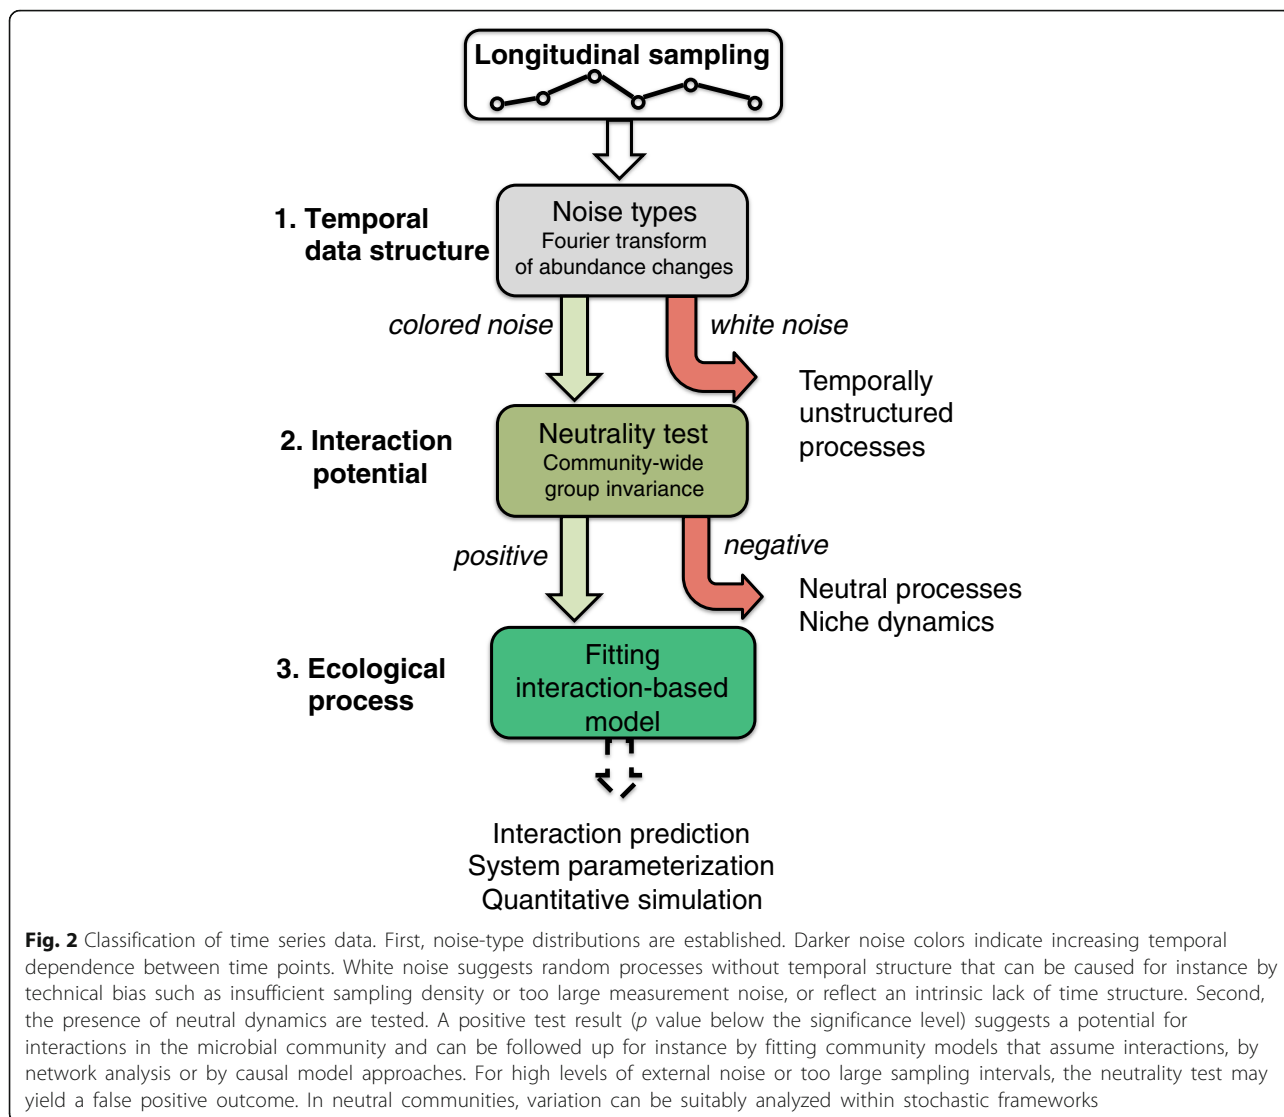 Longitudinal sampling
1. Temporal
data structure
Noise types
Fourier transform
of abundance changes
colored noise
white noise
Temporally
unstructured
processes
2. Interaction
potential
Neutrality test
Community-wide
group invariance
positive
negative
Neutral processes
Niche dynamics
3. Ecological
process
Fitting
interaction-based
model
Interaction prediction
System parameterization
Quantitative simulation
Fig. 2 Classification of time series data. First, noise-type distributions are established. Darker noise colors indicate increasing temporal
dependence between time points. White noise suggests random processes without temporal structure that can be caused for instance by
technical bias such as insufficient sampling density or too large measurement noise, or reflect an intrinsic lack of time structure. Second,
the presence of neutral dynamics are tested. A positive test result (p value below the significance level) suggests a potential for
interactions in the microbial community and can be followed up for instance by fitting community models that assume interactions, by
network analysis or by causal model approaches. For high levels of external noise or too large sampling intervals, the neutrality test may
yield a false positive outcome. In neutral communities, variation can be suitably analyzed within stochastic frameworks